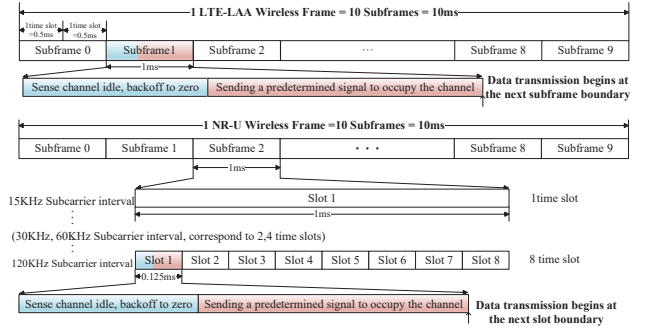 1 LTE-LAA Wireless Frame = 10 Subframes = 10ms
1time slot 1time slot
=0.5ms =0.5ms
Subframe 0 Subframe1 Subframe 2 ... Subframe 8 Subframe 9
1ms
Sense channel idle, backoff to zero Sending a predetermined signal to occupy the channel
Data transmission begins at
the next subframe boundary
1 NR-U Wireless Frame =10 Subframes = 10ms
Subframe 0 Subframe 1 Subframe 2 . . . Subframe 8 Subframe 9
1ms
15KHz Subcarrier interval Slot 1 1time slot
1ms
(30KHz, 60KHz Subcarrier interval, correspond to 2,4 time slots)
120KHz Subcarrier interval Slot 1 Slot 2 Slot 3 Slot 4 Slot 5 Slot 6 Slot 7 Slot 8 8 time slot
0.125ms
Sense channel idle, backoff to zero Sending a predetermined signal to occupy the channel
Data transmission begins at
the next slot boundary